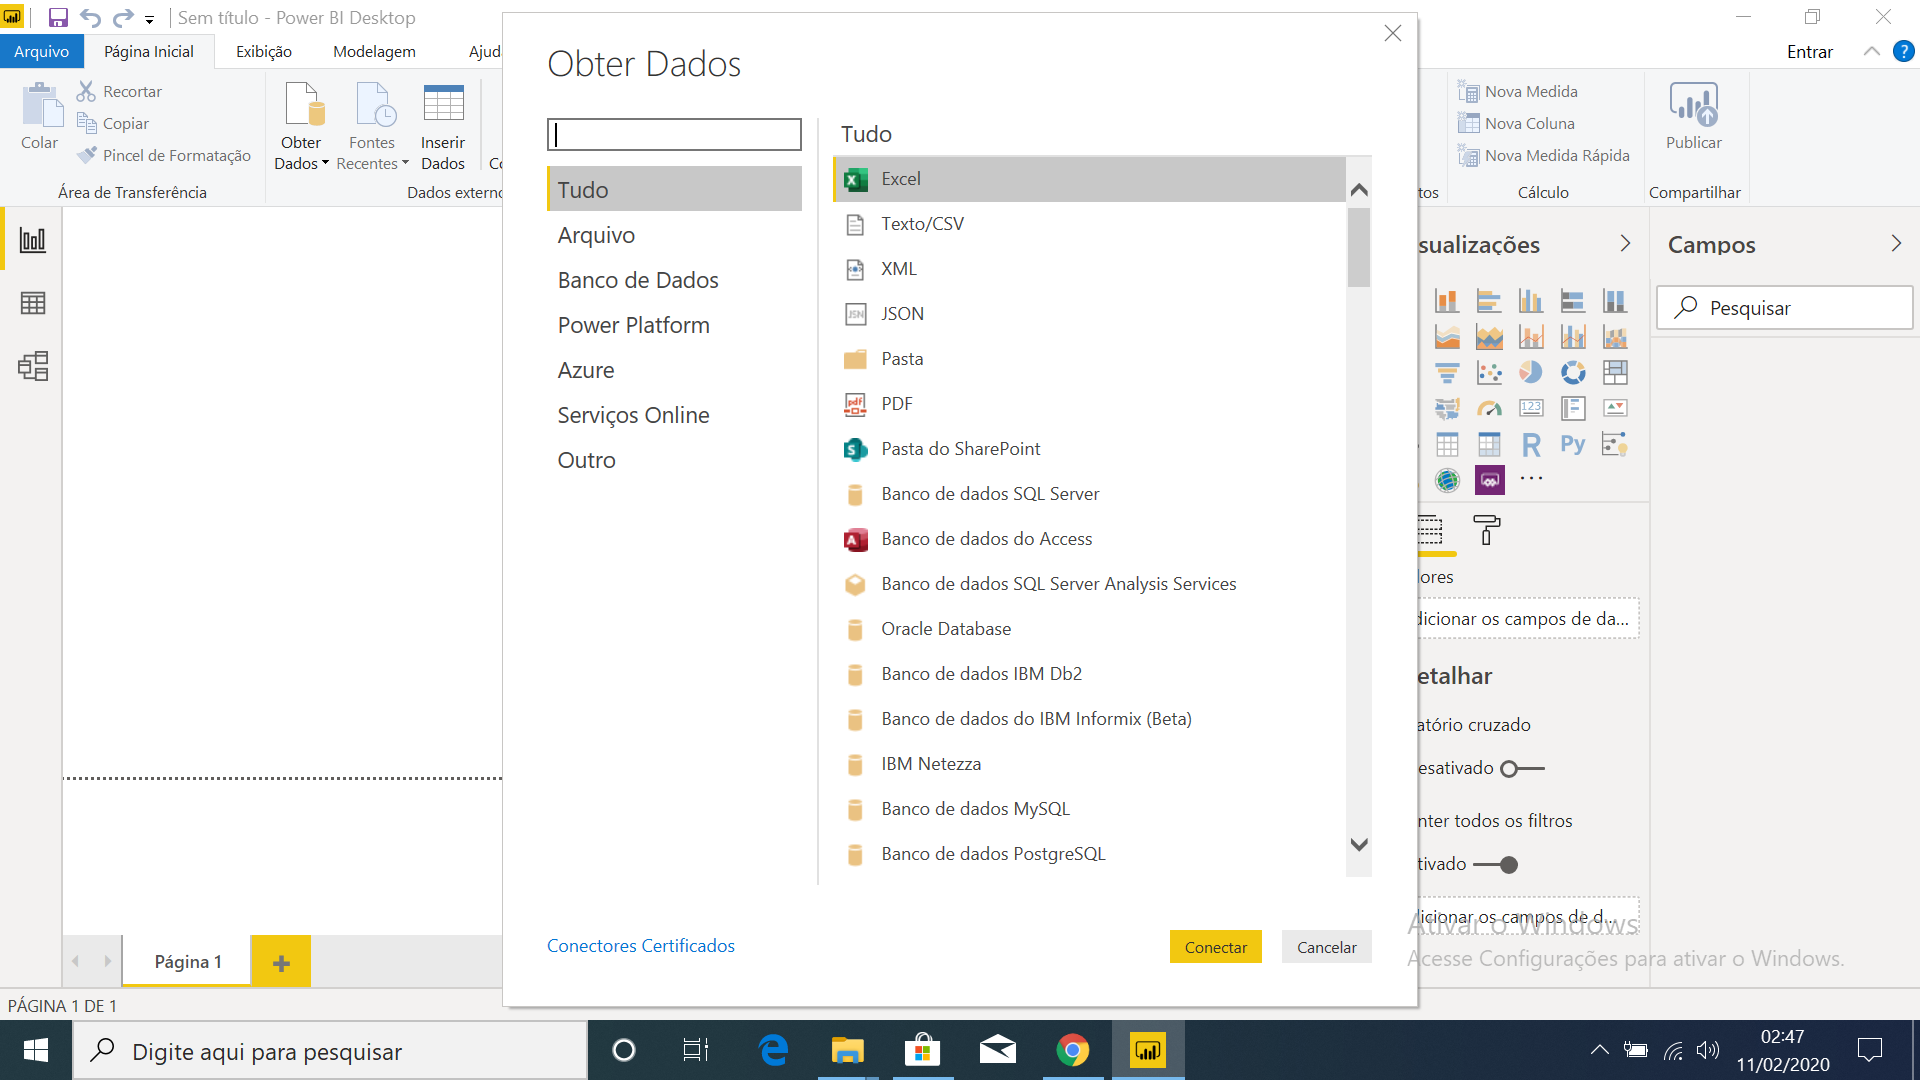 Sem título - Power BI Desktop
Arquivo
Página Inicial
Exibição
Modelagem
Ajud
Entrar
?
Colar
Recortar
Copiar
Pincel de Formatação
Área de Transferência
Obter
Dados
Fontes
Recentes
Inserir
Dados
Dados externo
Nova Medida
Nova Coluna
Nova Medida Rápida
Cálculo
Publicar
Compartilhar
tos
Obter Dados
Tudo
Arquivo
Banco de Dados
Power Platform
Azure
Serviços Online
Outro
Tudo
Excel
Texto/CSV
XML
JSON
Pasta
PDF
Pasta do SharePoint
Banco de dados SQL Server
Banco de dados do Access
Banco de dados SQL Server Analysis Services
Oracle Database
Banco de dados IBM Db2
Banco de dados do IBM Informix (Beta)
IBM Netezza
Banco de dados MySQL
Banco de dados PostgreSQL
Conectores Certificados
Conectar
Cancelar
sualizações
123
R
Py
lores
dicionar os campos de da...
etalhar
atório cruzado
esativado
nter todos os filtros
tivado
dicionar os campos de d...
Campos
Pesquisar
Ativar o Windows
Acesse Configurações para ativar o Windows.
Página 1
PÁGINA 1 DE 1
Digite aqui para pesquisar
02:47
11/02/2020